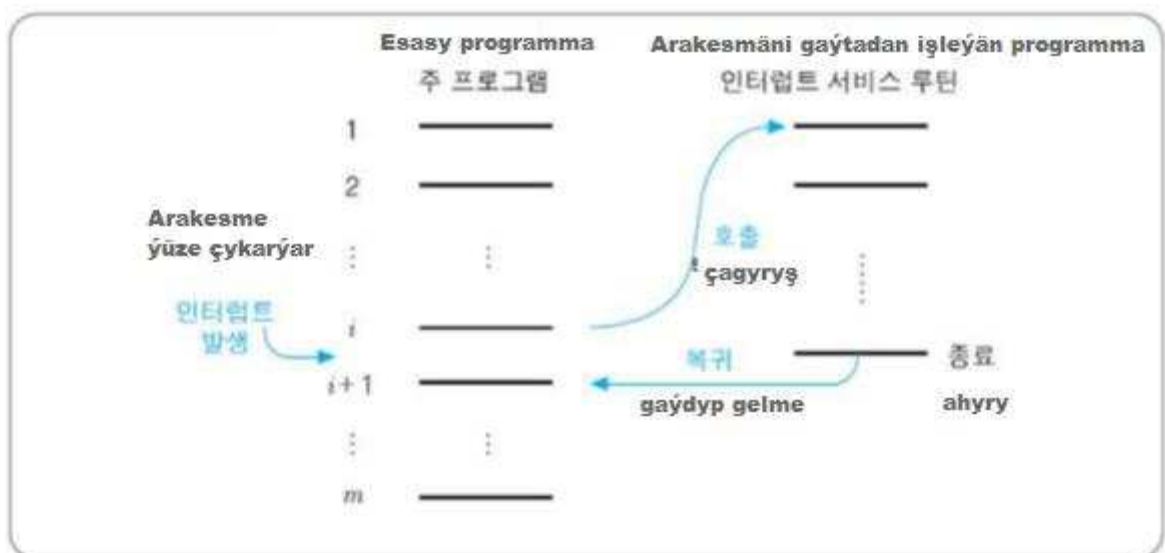 Esasy programma
주 프로그램
Arakesmäni gaýtadan işleýän programma
인터럽트 서비스 루틴
1
2
Arakesme
ýüze çykarýar
인터럽트
발생
i
i+1
m
호출
çagyryş
복귀
gaýdyp gelme
종료
ahyry